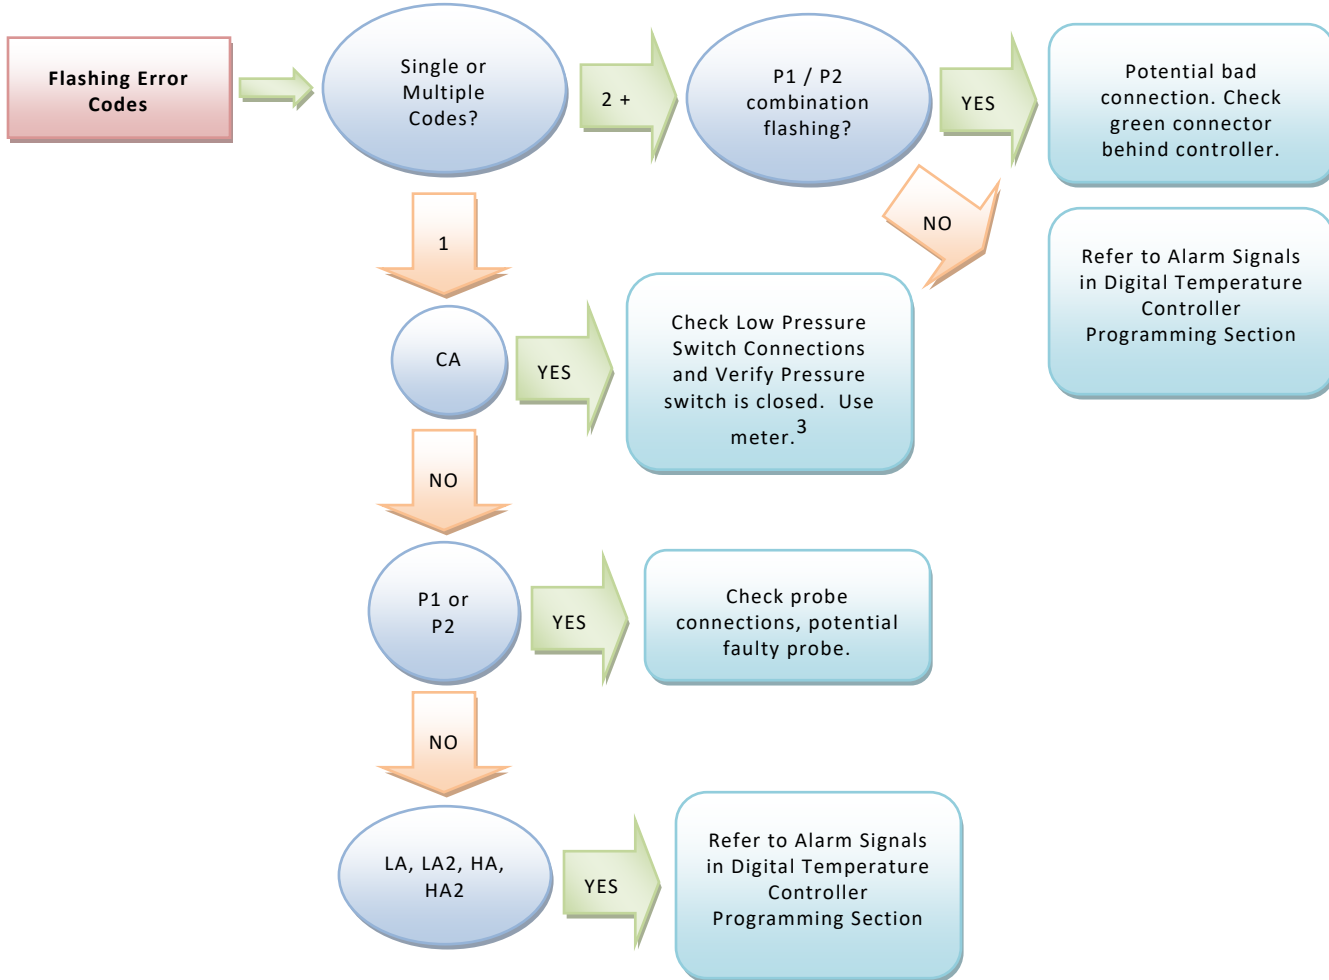 Flashing Error
Codes
Single or
Multiple
Codes?
2 +
P1 / P2
combination
flashing?
YES
Potential bad
connection. Check
green connector
behind controller.
NO
Refer to Alarm Signals
in Digital Temperature
Controller
Programming Section
1
CA
YES
Check Low Pressure
Switch Connections
and Verify Pressure
switch is closed.  Use
meter.3
NO
P1 or
P2
YES
Check probe
connections, potential
faulty probe.
NO
LA, LA2, HA,
HA2
YES
Refer to Alarm Signals
in Digital Temperature
Controller
Programming Section